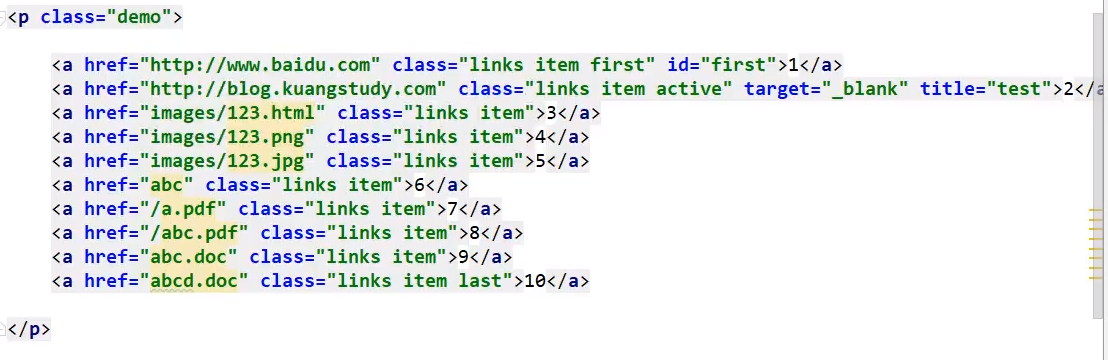 <p class="demo">
<a href="http://www.baidu.com" class="links item first" id="first">1</a>
<a href="http://blog.kuangstudy.com" class="links item active" target="_blank" title="test">2</a
<a href="images/123.html" class="links item">3</a>
<a href="images/123.png" class="links item">4</a>
<a href="images/123.jpg" class="links item">5</a>
<a href="abc" class="links item">6</a>
<a href="/a.pdf" class="links item">7</a>
<a href="/abc.pdf" class="links item">8</a>
<a href="abc.doc" class="links item">9</a>
<a href="abcd.doc" class="links item last">10</a>
</p>